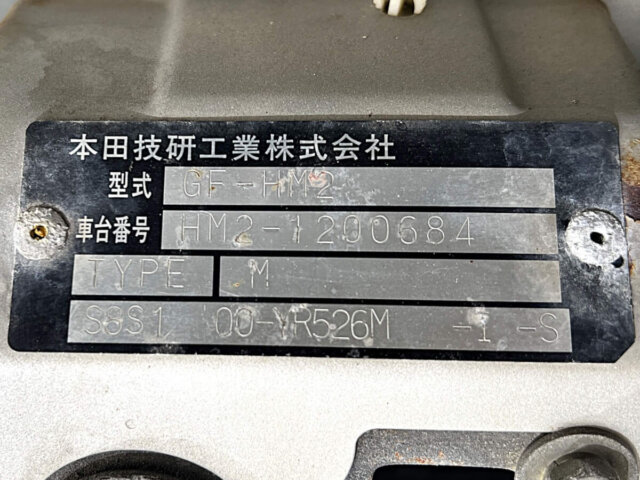 本田技研工業株式会社
型式 GF-HM2
車台番号 HM2-1200684
TYPE M
S8S1 00-YR526M -1 -S